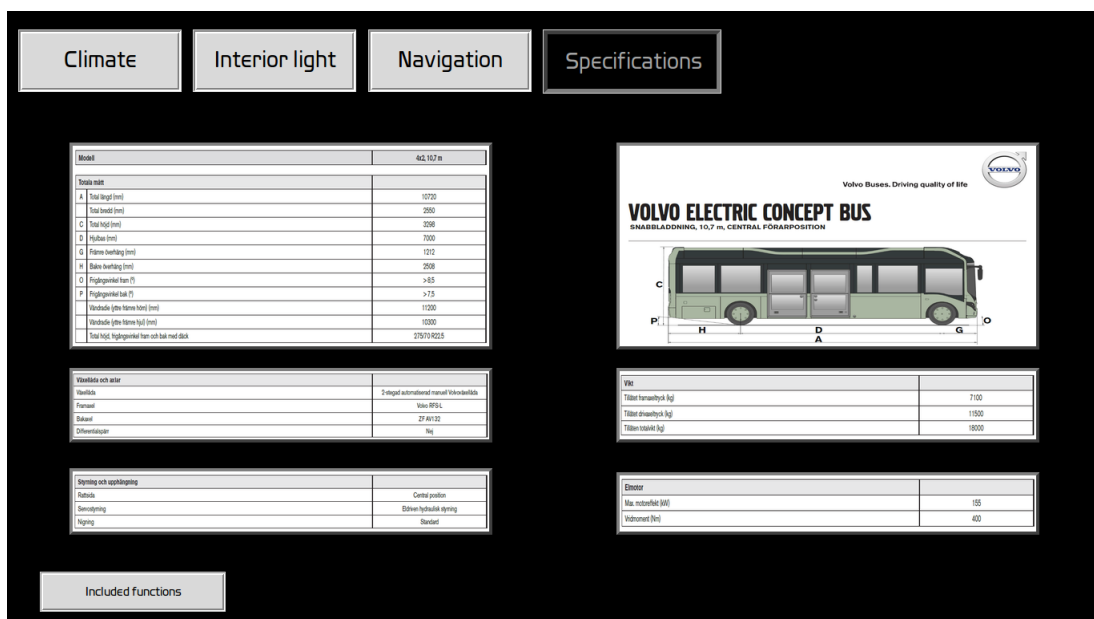 Climate
Interior light
Navigation
Specifications
Modell 4x2, 10,7 m
Totala mått
A Total längd (mm) 10720
Total bredd (mm) 2550
C Total höjd (mm) 3298
D Hjulbas (mm) 7000
G Främre överhäng (mm) 1212
H Bakre överhäng (mm) 2508
O Frigångsvinkel fram (º) > 8,5
P Frigångsvinkel bak (º) > 7,5
Vändradie (yttre främre hörn) (mm) 11200
Vändradie (yttre främre hjul) (mm) 10300
Total höjd, frigångsvinkel fram och bak med däck 275/70 R22.5
VOLVO
Volvo Buses. Driving quality of life
VOLVO ELECTRIC CONCEPT BUS
SNABBLADDNING, 10,7 m, CENTRAL FÖRARPOSITION
C
P
H
D
G
O
A
Växellåda och axlar
Växellåda 2-stegad automatiserad manuell Volvoväxellåda
Framaxel Volvo RFS-L
Bakaxel ZF AV132
Differentialspärr Nej
Vikt
Tillåtet framaxeltryck (kg) 7100
Tillåtet drivaxeltryck (kg) 11500
Tillåten totalvikt (kg) 18000
Styrning och upphängning
Rattsida Central position
Servostyrning Eldriven hydraulisk styrning
Nigning Standard
Elmotor
Max. motoreffekt (kW) 155
Vridmoment (Nm) 400
Included functions